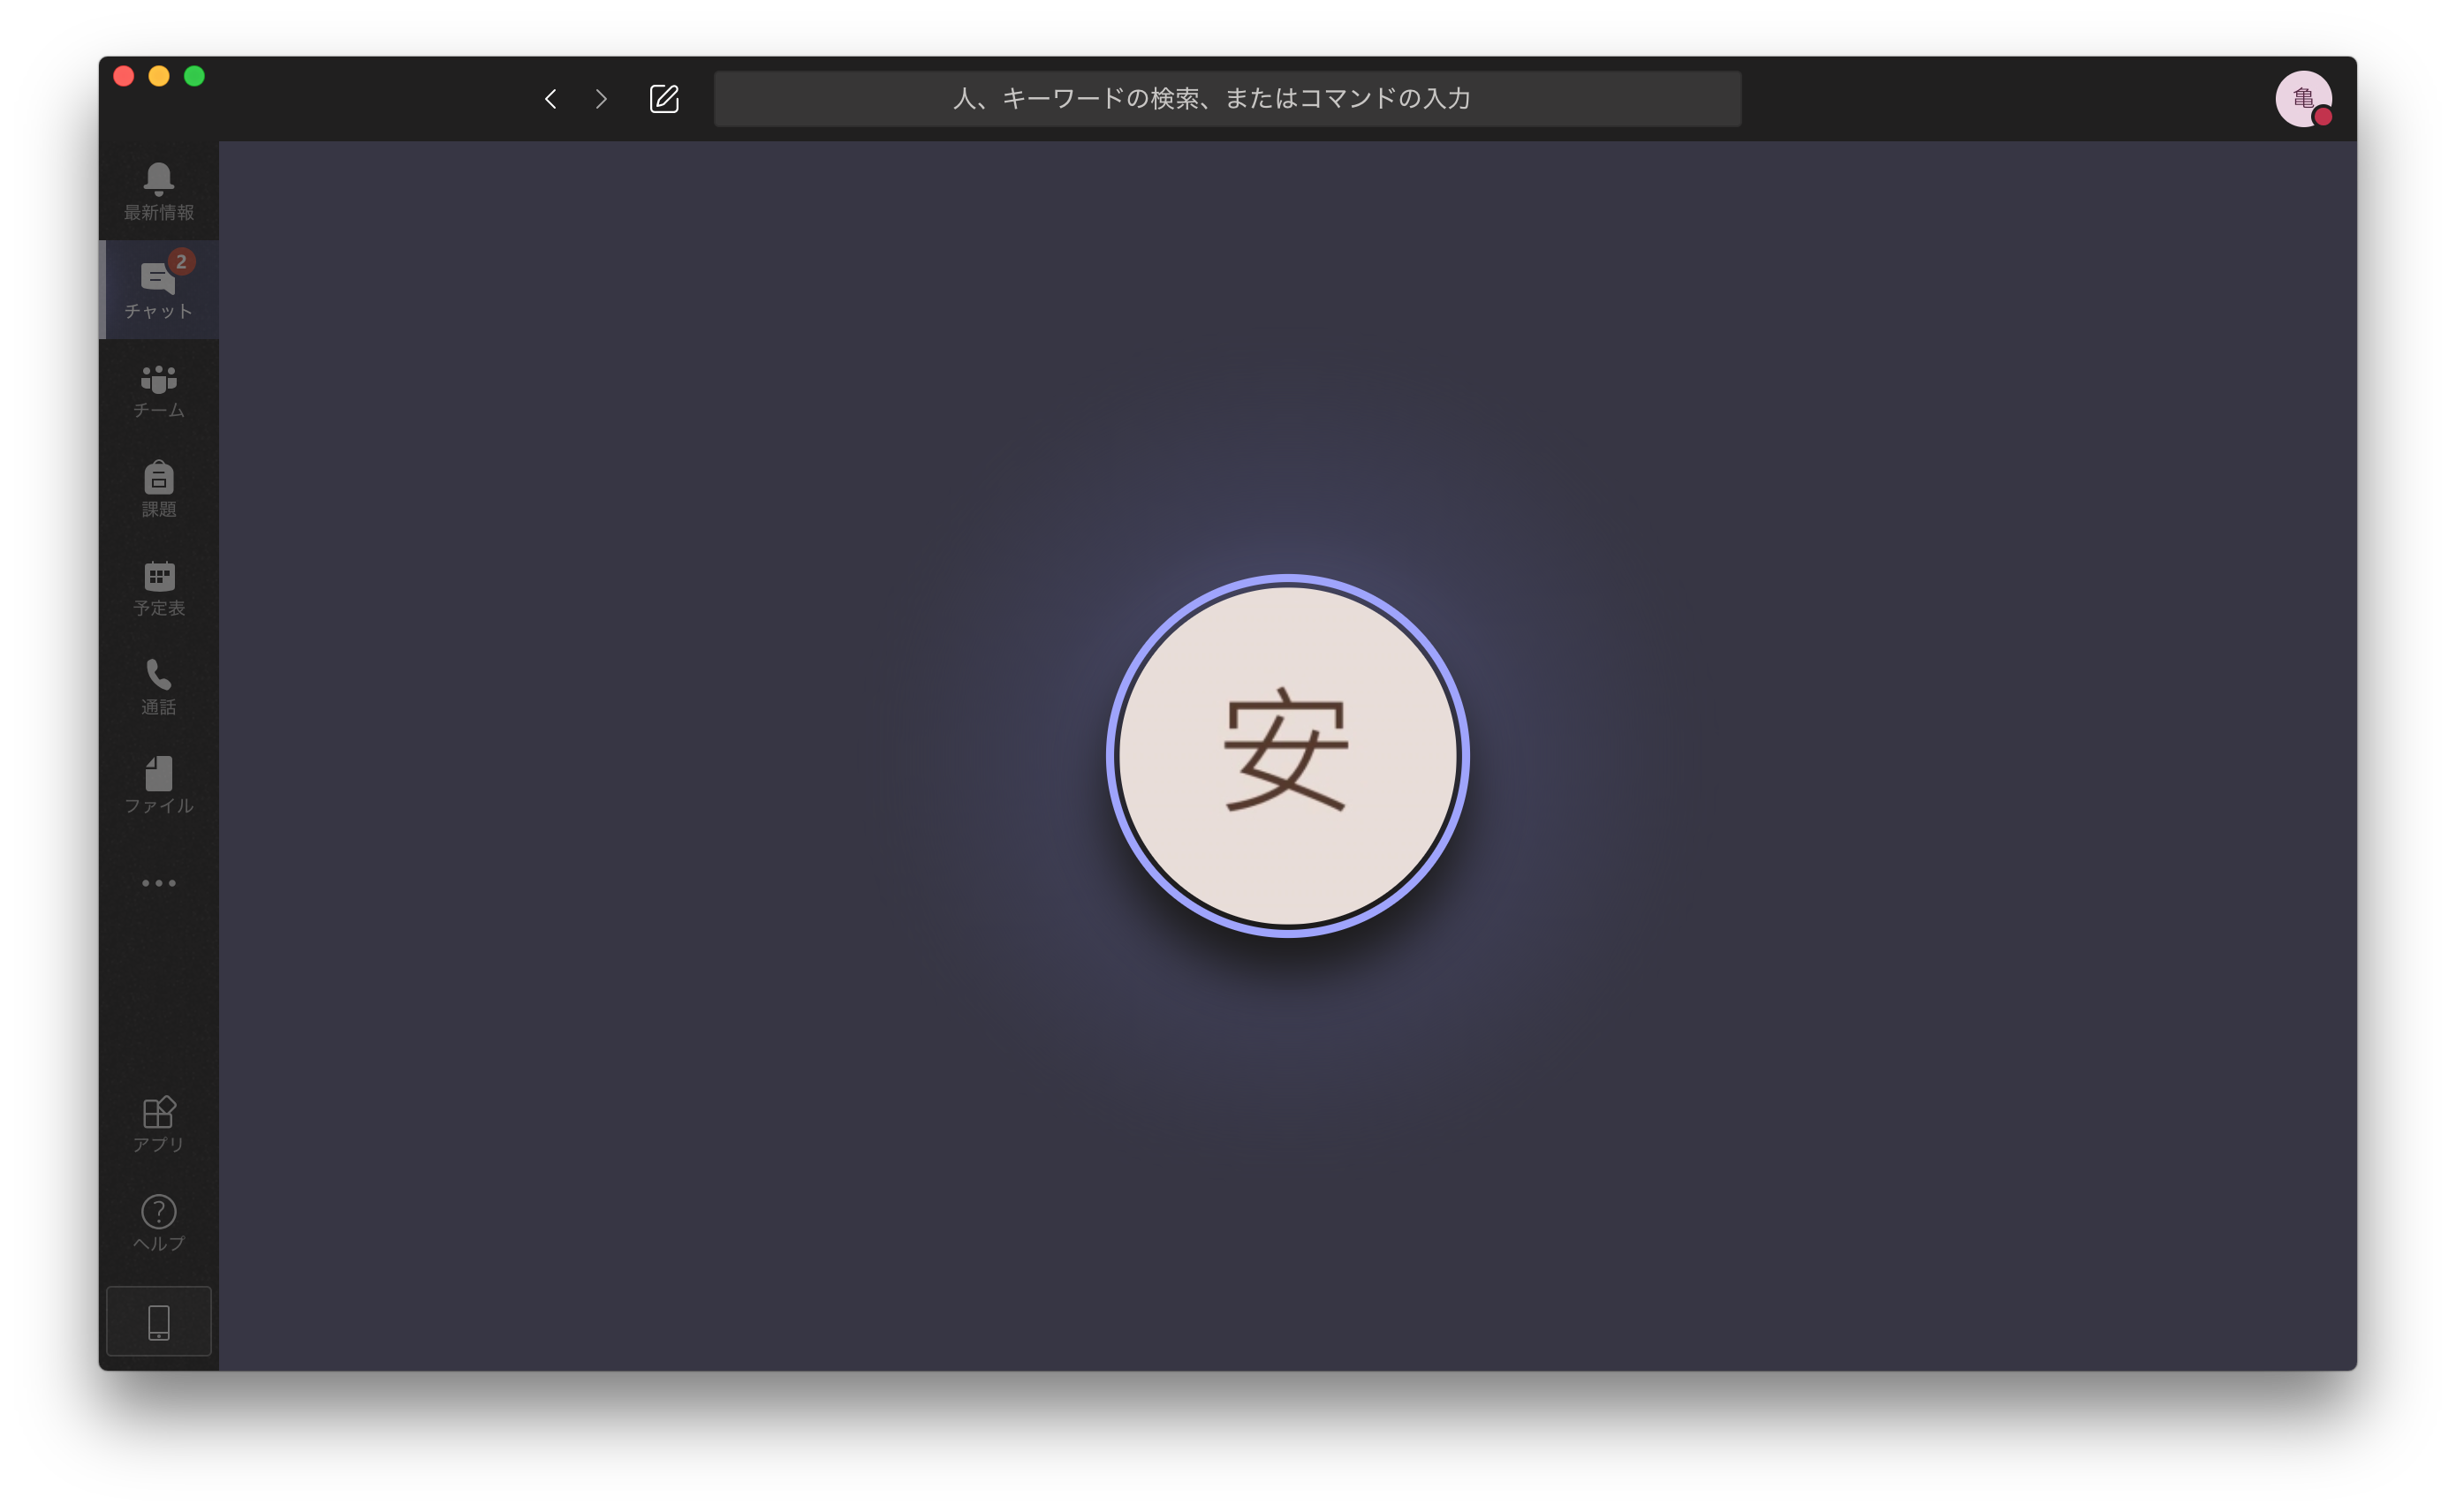 人、キーワードの検索、またはコマンドの入力
亀
最新情報
2
チャット
チーム
課題
予定表
通話
ファイル
安
アプリ
ヘルプ